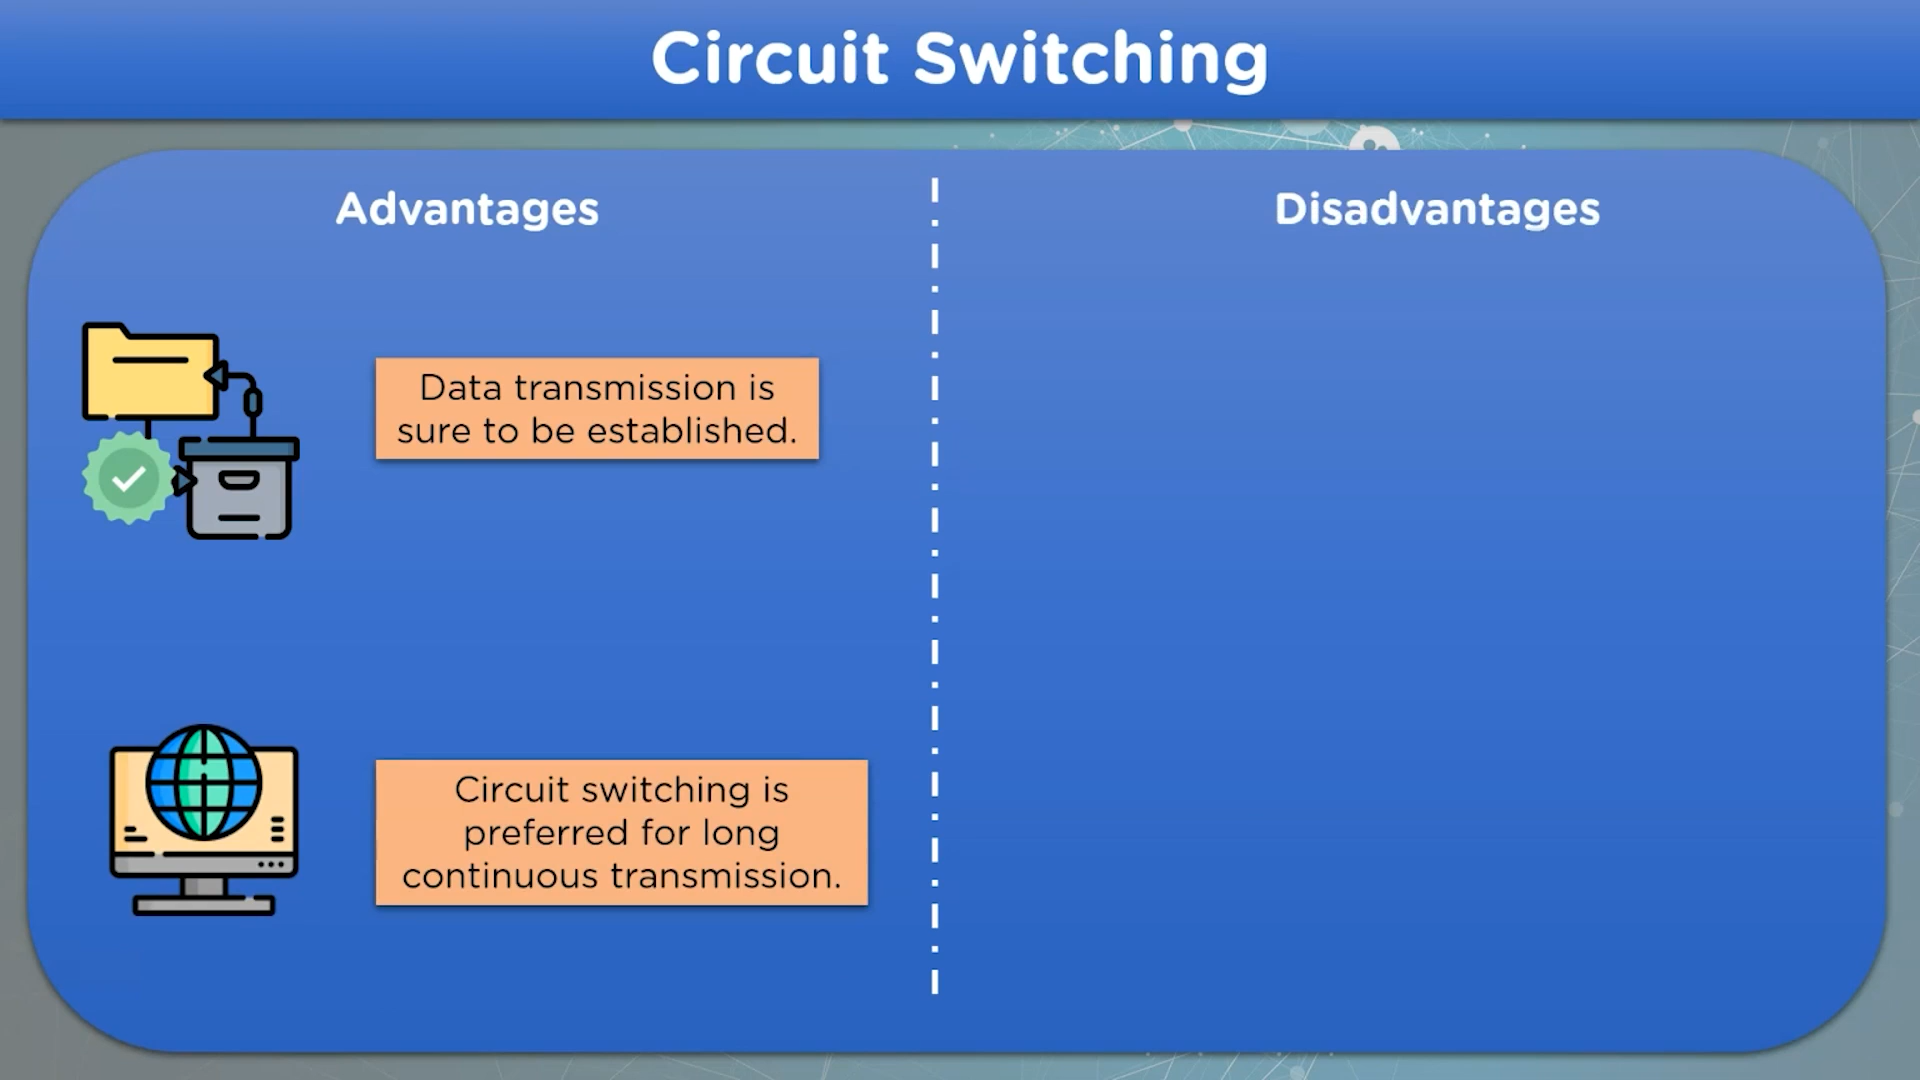 Circuit Switching
Advantages
Disadvantages
Data transmission is
sure to be established.
Circuit switching is
preferred for long
continuous transmission.